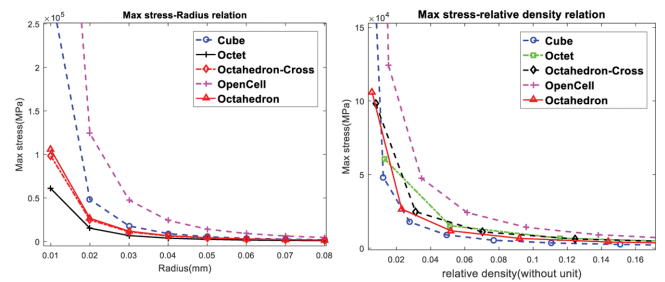 Max stress-Radius relation
×10^5
2.5
2
1.5
1
0.5
0
Max stress(MPa)
Cube
Octet
Octahedron-Cross
OpenCell
Octahedron
0.01 0.02 0.03 0.04 0.05 0.06 0.07 0.08
Radius(mm)
Max stress-relative density relation
×10^4
15
10
5
0
Max stress(MPa)
Cube
Octet
Octahedron-Cross
OpenCell
Octahedron
0.02 0.04 0.06 0.08 0.1 0.12 0.14 0.16
relative density(without unit)